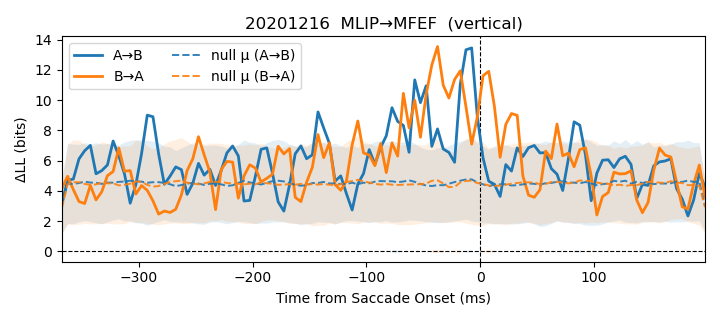 20201216  MLIP→MFEF  (vertical)
A→B
B→A
null μ (A→B)
null μ (B→A)
ΔLL (bits)
14
12
10
8
6
4
2
0
−300
−200
−100
0
100
Time from Saccade Onset (ms)